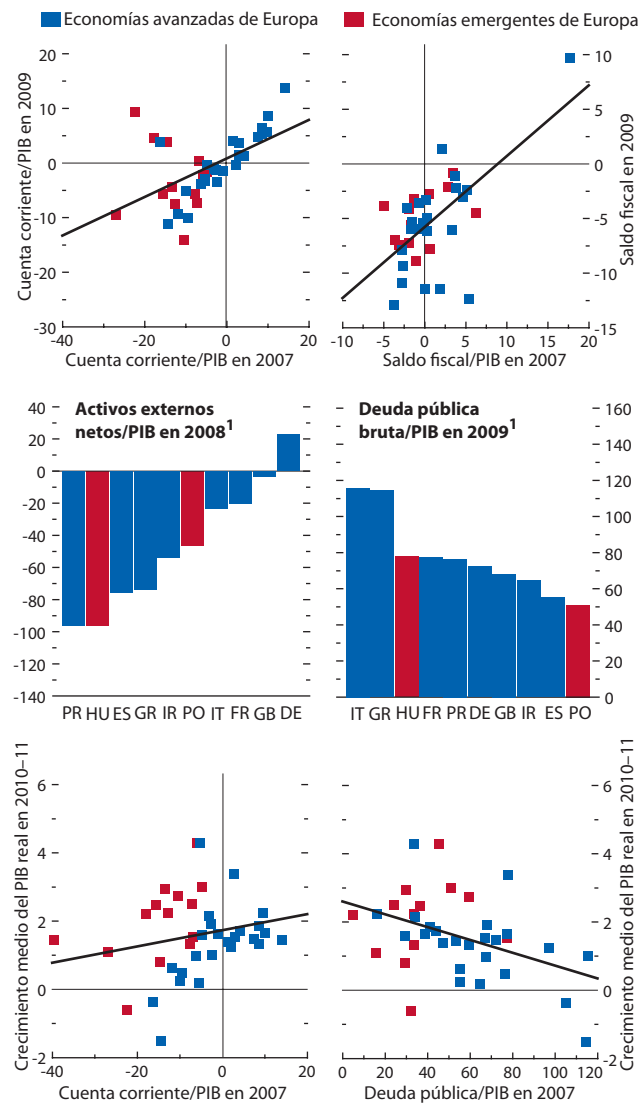 Economías avanzadas de Europa
Economías emergentes de Europa
Cuenta corriente/PIB en 2009
20
10
0
-10
-20
-30
-40 -20 0 20
Cuenta corriente/PIB en 2007
10
5
0
-5
-10
-15
Saldo fiscal en 2009
-10 -5 0 5 10 15 20
Saldo fiscal/PIB en 2007
Activos externos
netos/PIB en 2008¹
40
20
0
-20
-40
-60
-80
-100
-120
-140
PR HU ES GR IR PO IT FR GB DE
Deuda pública
bruta/PIB en 2009¹
160
140
120
100
80
60
40
20
0
IT GR HU FR PR DE GB IR ES PO
Crecimiento medio del PIB real en 2010–11
6
4
2
0
-2
-40 -20 0 20
Cuenta corriente/PIB en 2007
6
4
2
0
-2
Crecimiento medio del PIB real en 2010–11
0 20 40 60 80 100 120
Deuda pública/PIB en 2007